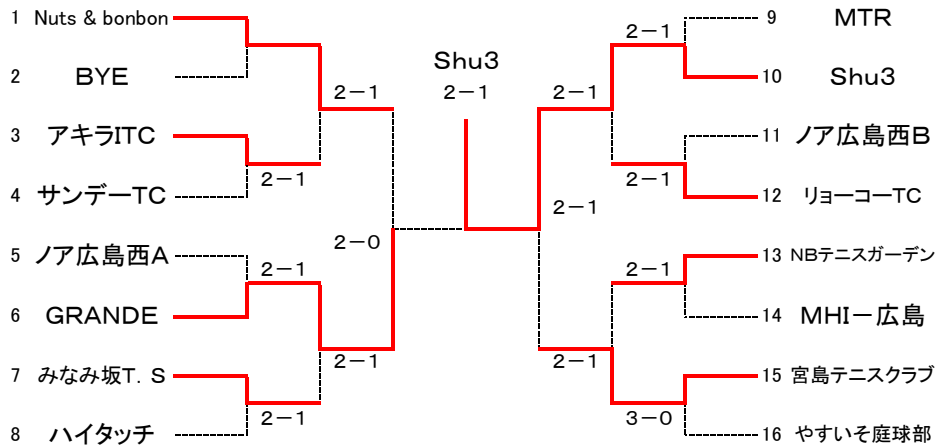 1 Nuts & bonbon
2 BYE
3 アキラITC
4 サンデーTC
5 ノア広島西A
6 GRANDE
7 みなみ坂T. S
8 ハイタッチ
2-1
2-1
2-1
2-1
2-1
2-0
Shu3
2-1
2-1
2-1
2-1
2-1
2-1
2-1
3-0
9 MTR
10 Shu3
11 ノア広島西B
12 リョーコーTC
13 NBテニスガーデン
14 MHI-広島
15 宮島テニスクラブ
16 やすいそ庭球部